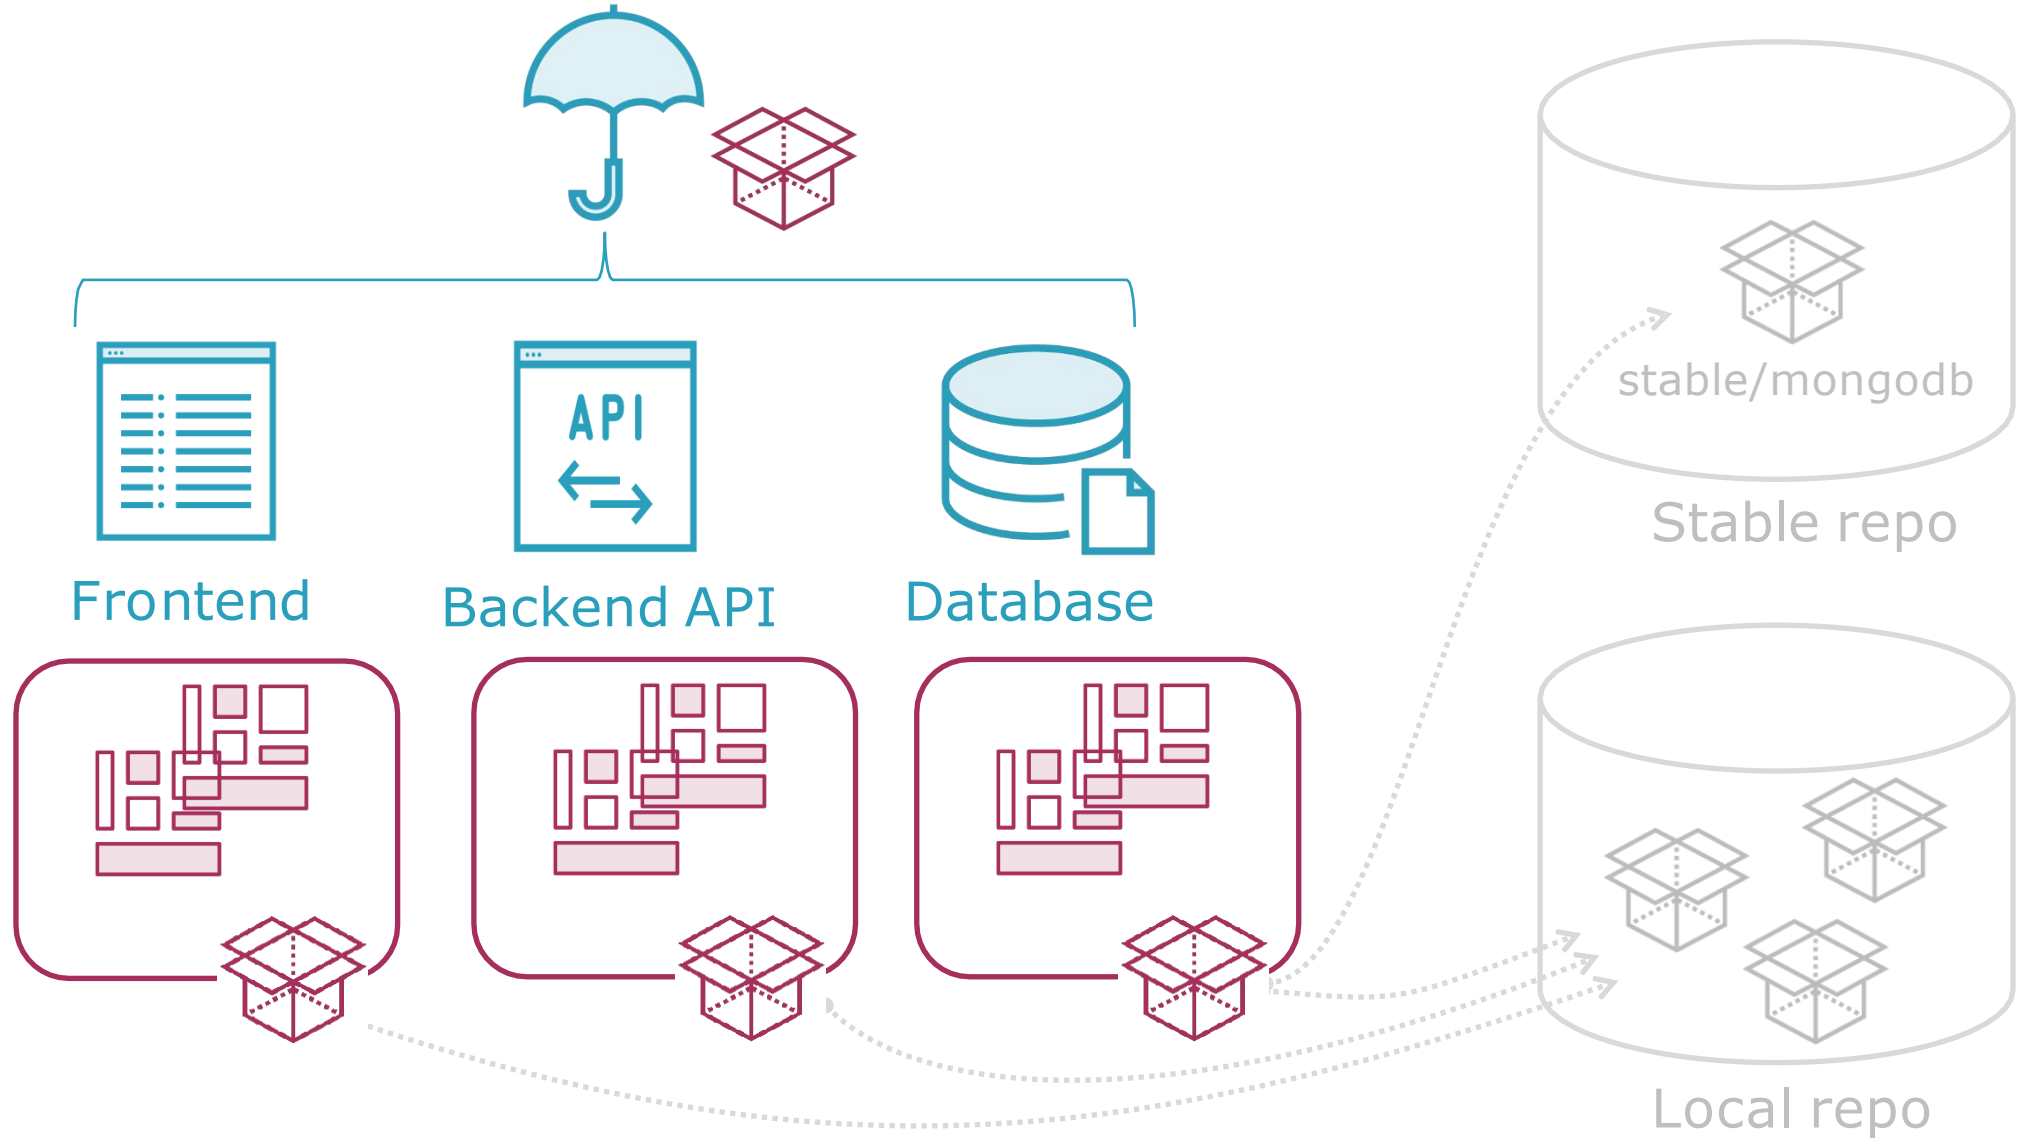 API
Frontend
Backend API
Database
stable/mongodb
Stable repo
Local repo